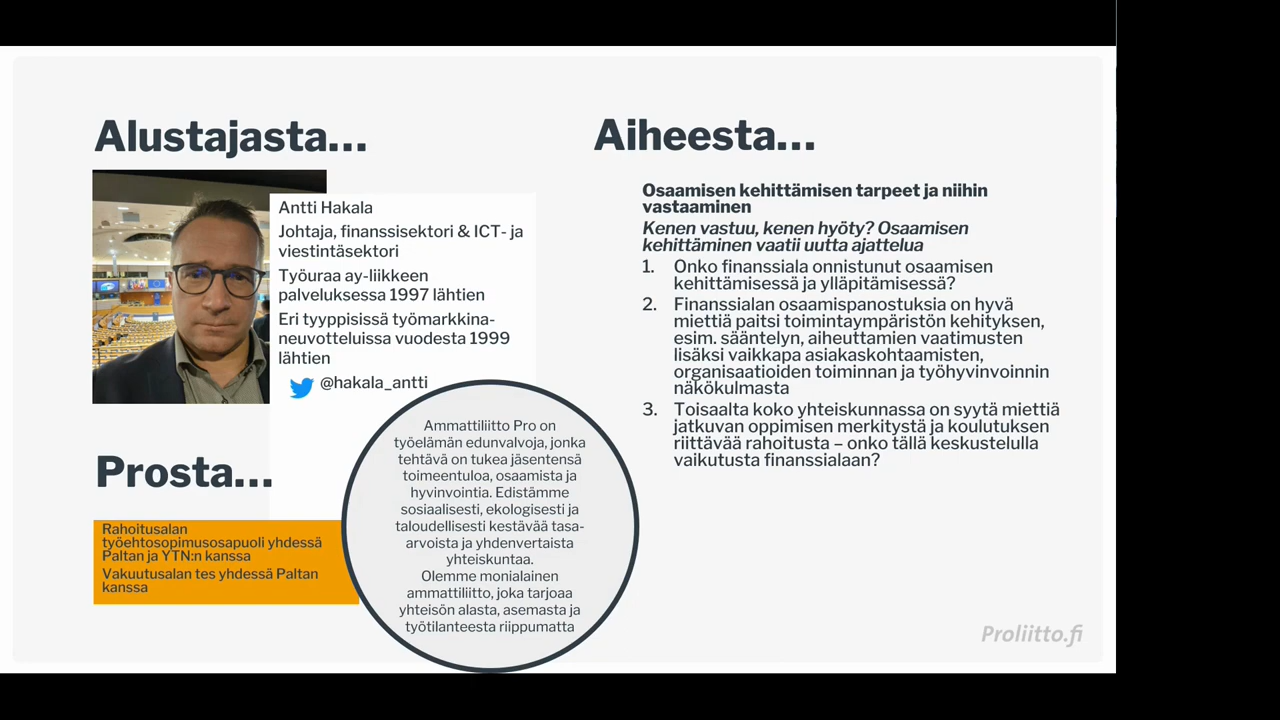 Alustajasta...
Antti Hakala
Johtaja, finanssisektori & ICT- ja
viestintäsektori
Työuraa ay-liikkeen
palveluksessa 1997 lähtien
Eri tyyppisissä työmarkkina-
neuvotteluissa vuodesta 1999
lähtien
@hakala_antti
Prosta...
Rahoitusalan
työehtosopimusosapuoli yhdessä
Paltan ja YTN:n kanssa
Vakuutusalan tes yhdessä Paltan
kanssa
Ammattiliitto Pro on
työelämän edunvalvoja, jonka
tehtävä on tukea jäsentensä
toimeentuloa, osaamista ja
hyvinvointia. Edistämme
sosiaalisesti, ekologisesti ja
taloudellisesti kestävää tasa-
arvoista ja yhdenvertaista
yhteiskuntaa.
Olemme monialainen
ammattiliitto, joka tarjoaa
yhteisön alasta, asemasta ja
työtilanteesta riippumatta
Aiheesta...
Osaamisen kehittämisen tarpeet ja niihin
vastaaminen
Kenen vastuu, kenen hyöty? Osaamisen
kehittäminen vaatii uutta ajattelua
1. Onko finanssiala onnistunut osaamisen
kehittämisessä ja ylläpitämisessä?
2. Finanssialan osaamispanostuksia on hyvä
miettiä paitsi toimintaympäristön kehityksen,
esim. sääntelyn, aiheuttamien vaatimusten
lisäksi vaikkapa asiakaskohtaamisten,
organisaatioiden toiminnan ja työhyvinvoinnin
näkökulmasta
3. Toisaalta koko yhteiskunnassa on syytä miettiä
jatkuvan oppimisen merkitystä ja koulutuksen
riittävää rahoitusta – onko tällä keskustelulla
vaikutusta finanssialaan?
Proliitto.fi